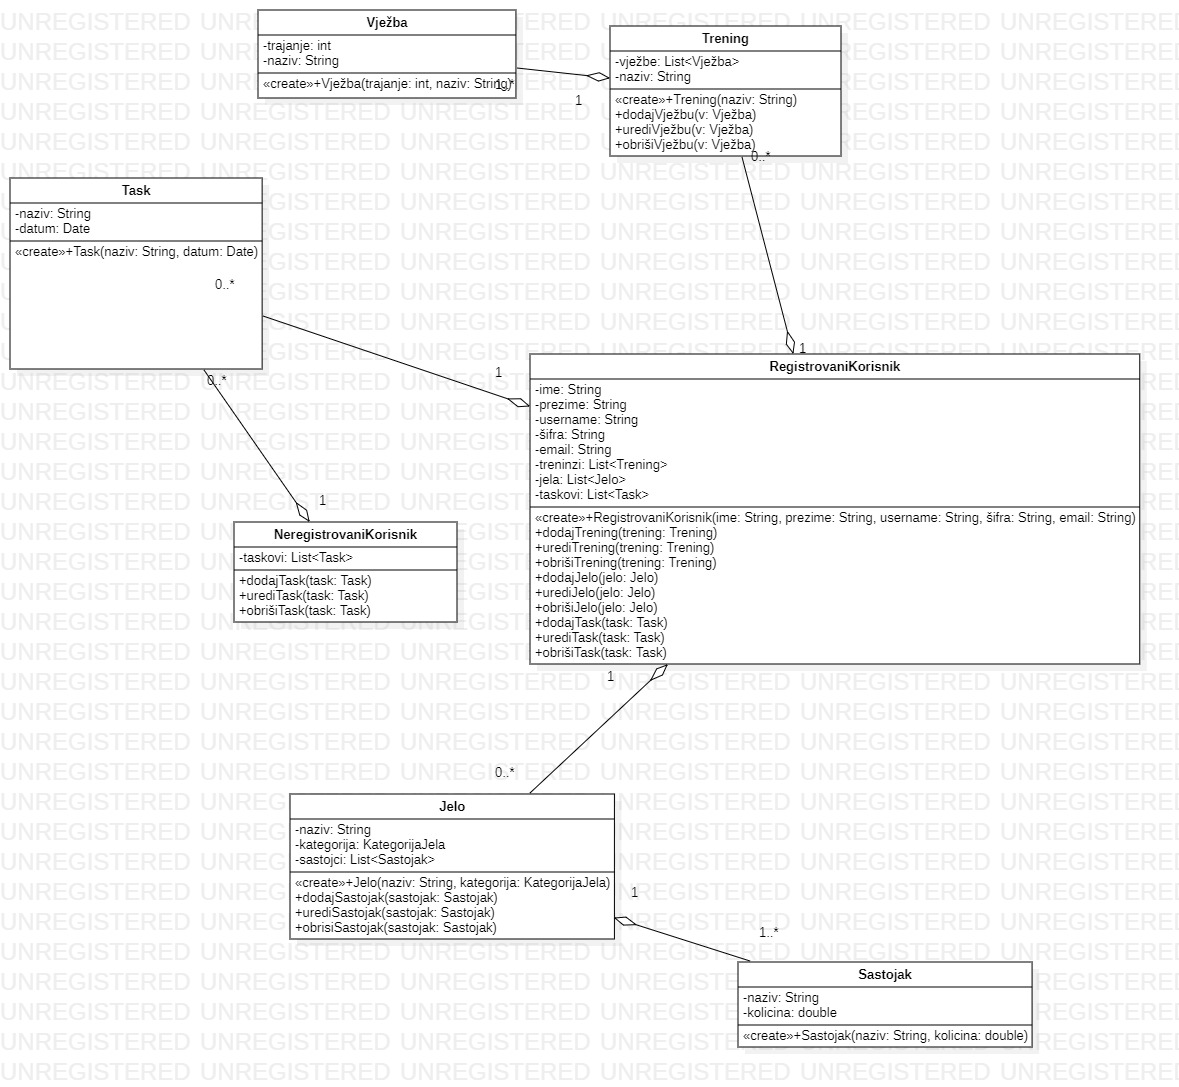 Vježba
-trajanje: int
-naziv: String
«create»+Vježba(trajanje: int, naziv: String)
1..*
1
Trening
-vježbe: List<Vježba>
-naziv: String
«create»+Trening(naziv: String)
+dodajVježbu(v: Vježba)
+urediVježbu(v: Vježba)
+obrišiVježbu(v: Vježba)
0..*
1
Task
-naziv: String
-datum: Date
«create»+Task(naziv: String, datum: Date)
0..*
1
0..*
1
RegistrovaniKorisnik
-ime: String
-prezime: String
-username: String
-šifra: String
-email: String
-treninzi: List<Trening>
-jela: List<Jelo>
-taskovi: List<Task>
«create»+RegistrovaniKorisnik(ime: String, prezime: String, username: String, šifra: String, email: String)
+dodajTrening(trening: Trening)
+urediTrening(trening: Trening)
+obrišiTrening(trening: Trening)
+dodajJelo(jelo: Jelo)
+urediJelo(jelo: Jelo)
+obrišiJelo(jelo: Jelo)
+dodajTask(task: Task)
+urediTask(task: Task)
+obrišiTask(task: Task)
NeregistrovaniKorisnik
-taskovi: List<Task>
+dodajTask(task: Task)
+urediTask(task: Task)
+obrišiTask(task: Task)
1
0..*
Jelo
-naziv: String
-kategorija: KategorijaJela
-sastojci: List<Sastojak>
«create»+Jelo(naziv: String, kategorija: KategorijaJela)
+dodajSastojak(sastojak: Sastojak)
+urediSastojak(sastojak: Sastojak)
+obrisiSastojak(sastojak: Sastojak)
1
1..*
Sastojak
-naziv: String
-kolicina: double
«create»+Sastojak(naziv: String, kolicina: double)
UNREGISTERED